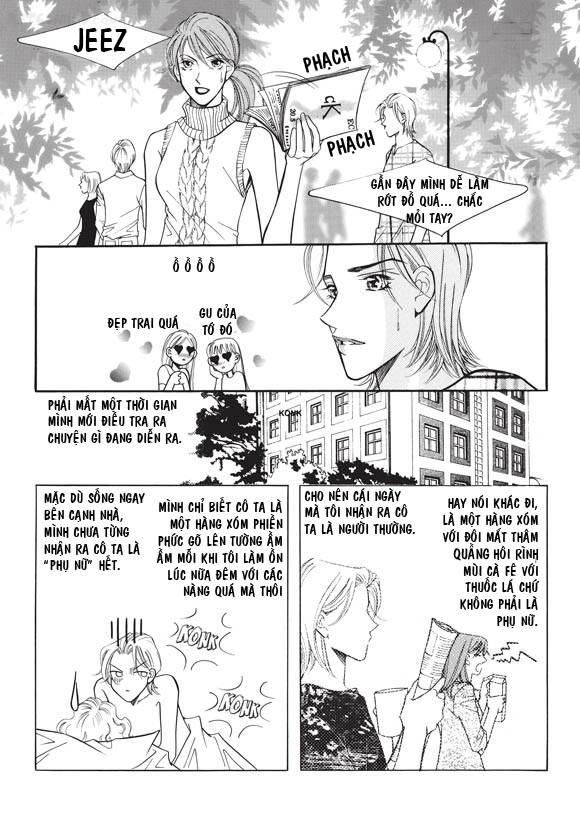 JEEZ
PHẠCH
CK
PHẠCH
GẦN ĐÂY MÌNH DỄ LÀM
RỚT ĐỒ QUÁ... CHẮC
MỎI TAY?
Ồ Ồ Ồ Ồ
ĐẸP TRAI QUÁ
GU CỦA
TỚ ĐÓ
PHẢI MẤT MỘT THỜI GIAN
MÌNH MỚI ĐIỀU TRA RA
CHUYỆN GÌ ĐANG DIỄN RA.
KONK
MẶC DÙ SỐNG NGAY
BÊN CẠNH NHÀ,
MÌNH CHƯA TỪNG
NHẬN RA CÔ TA LÀ
"PHỤ NỮ" HẾT.
MÌNH CHỈ BIẾT CÔ TA LÀ
MỘT HÀNG XÓM PHIỀN
PHỨC GÕ LÊN TƯỜNG ẦM
ẦM MỖI KHI TÔI LÀM ỒN
LÚC NỬA ĐÊM VỚI CÁC
NÀNG QUÁ MÀ THÔI
KONK
KONK
KONK
CHO NÊN CÁI NGÀY
MÀ TÔI NHẬN RA CÔ
TA LÀ NGƯỜI THƯỜNG.
HAY NÓI KHÁC ĐI,
LÀ MỘT HÀNG XÓM
VỚI ĐÔI MẮT THÂM
QUẦNG HÔI RÌNH
MÙI CÀ FÊ VỚI
THUỐC LÁ CHỨ
KHÔNG PHẢI LÀ
PHỤ NỮ.